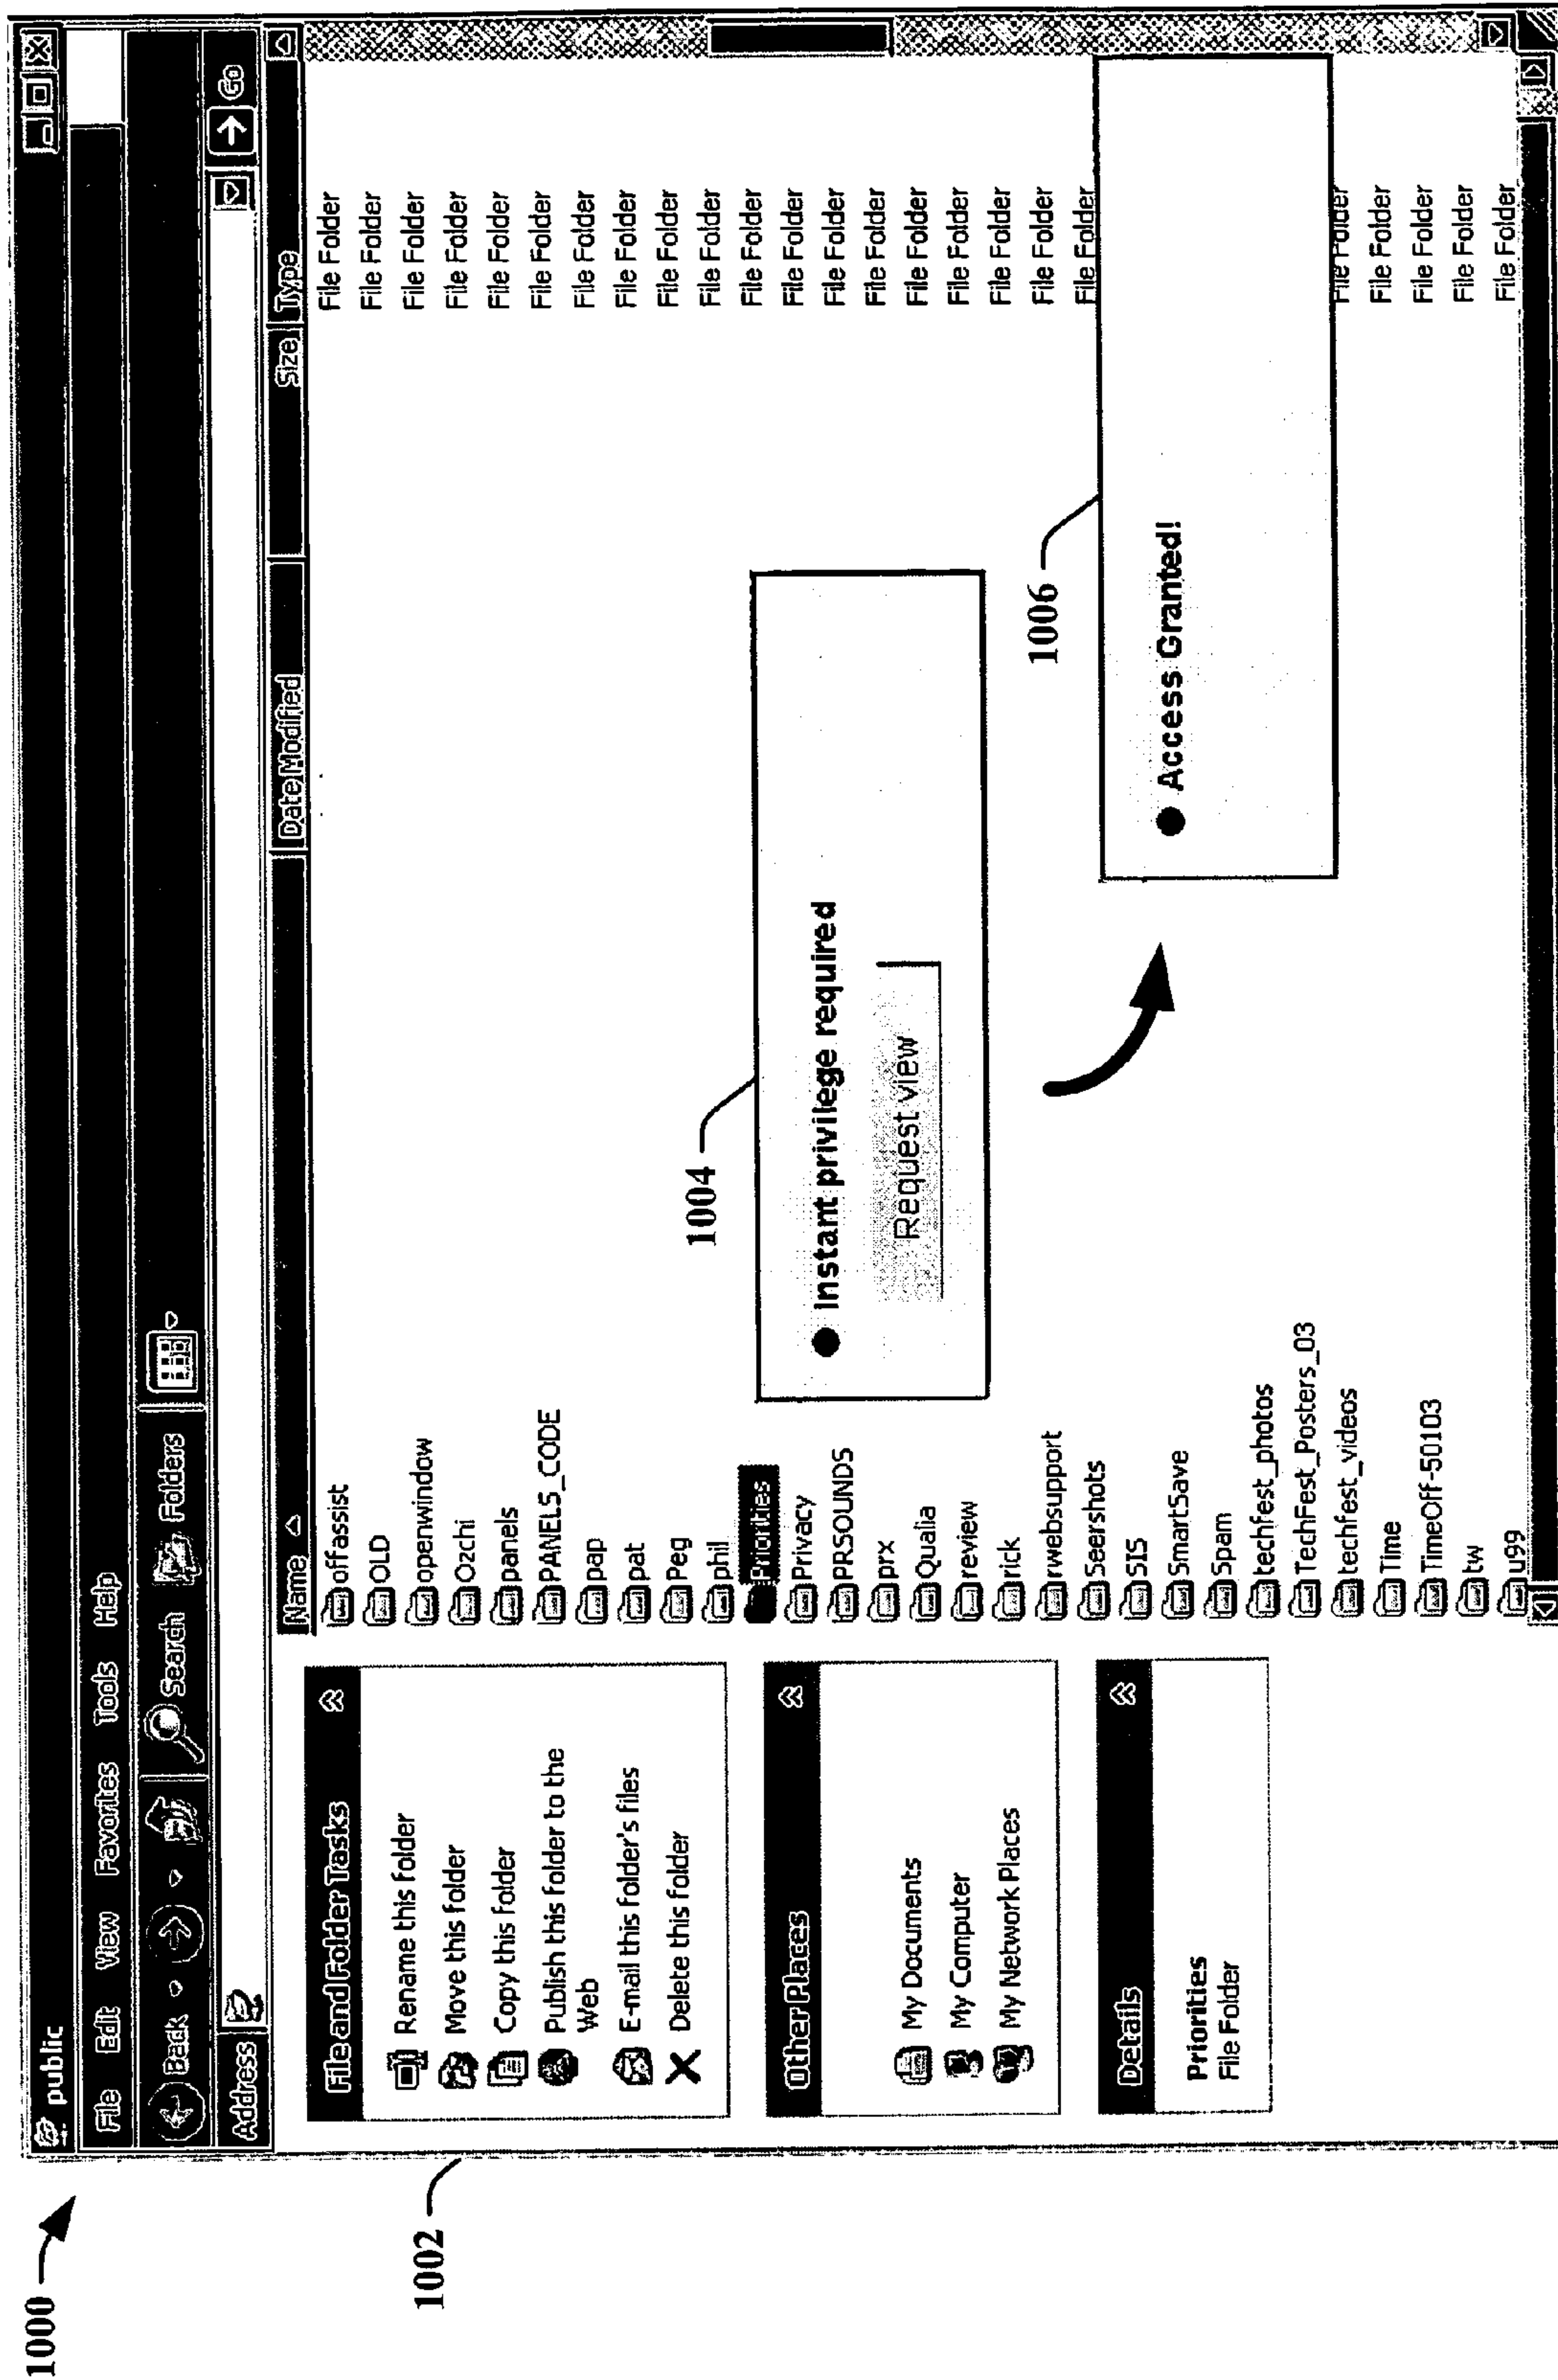 1000
public
File Edit View Favorites Tools Help
Back Search Folders
Address Go
1002
File and Folder Tasks
Rename this folder
Move this folder
Copy this folder
Publish this folder to the
Web
E-mail this folder's files
Delete this folder
Other Places
My Documents
My Computer
My Network Places
Details
Priorities
File Folder
Name Date Modified Size Type
offassist File Folder
OLD File Folder
openwindow File Folder
Ozchi File Folder
panels File Folder
PANELS_CODE File Folder
pap File Folder
pat File Folder
Peg File Folder
phil File Folder
Priorities File Folder
Privacy File Folder
PRSOUNDS File Folder
prx File Folder
Qualia File Folder
review File Folder
rick File Folder
rwebsupport File Folder
Seershots File Folder
SIS
SmartSave
Spam
techfest_photos
TechFest_Posters_03
techfest_videos File Folder
Time File Folder
TimeOff-50103 File Folder
tw File Folder
u99 File Folder
1004
Instant privilege required
Request view
1006
Access Granted!